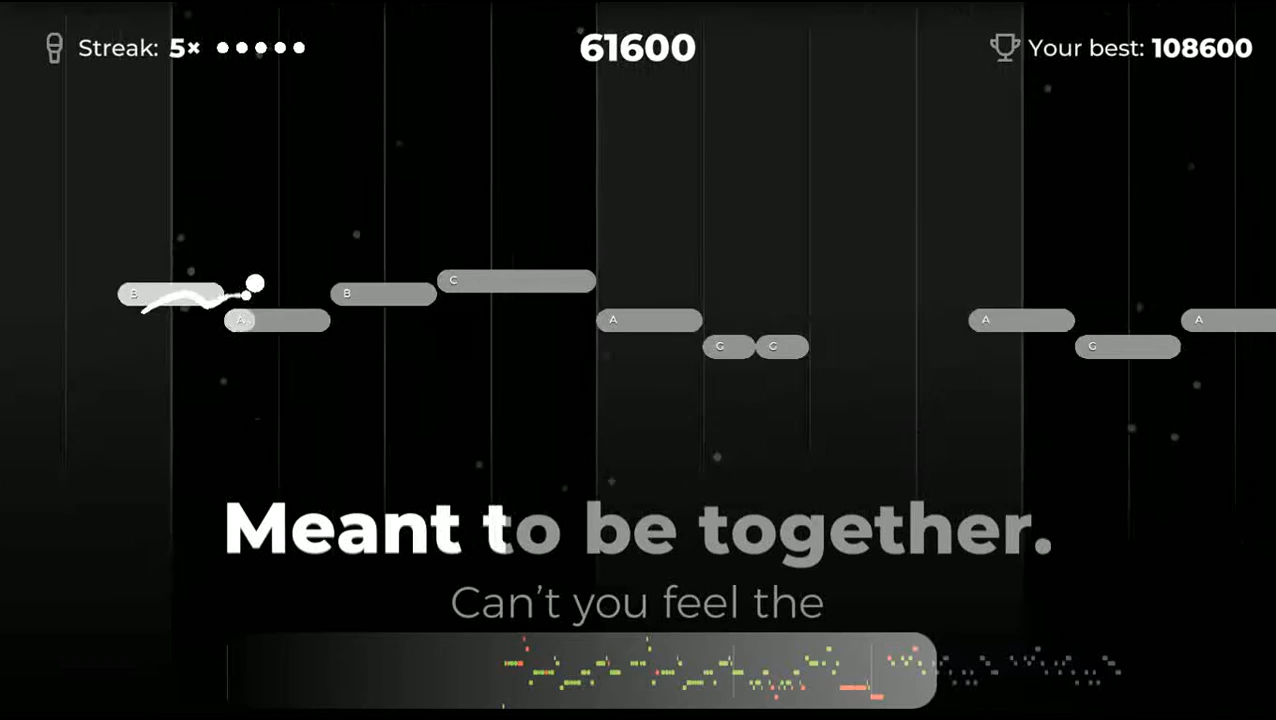 Streak: 5× 61600 Your best: 108600
C
B B
A A A A
G G G
Meant to be together.
Can't you feel the